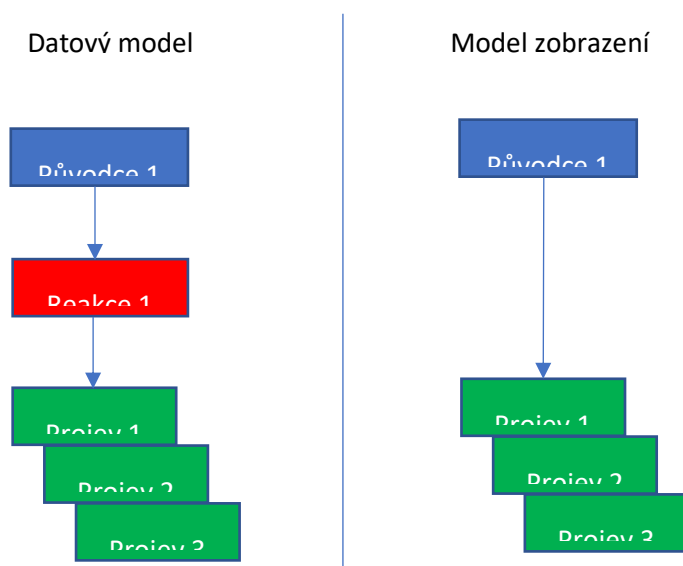 Datový model
Model zobrazení
Původce 1
Reakce 1
Projev 1
Projev 2
Projev 3
Původce 1
Projev 1
Projev 2
Projev 3